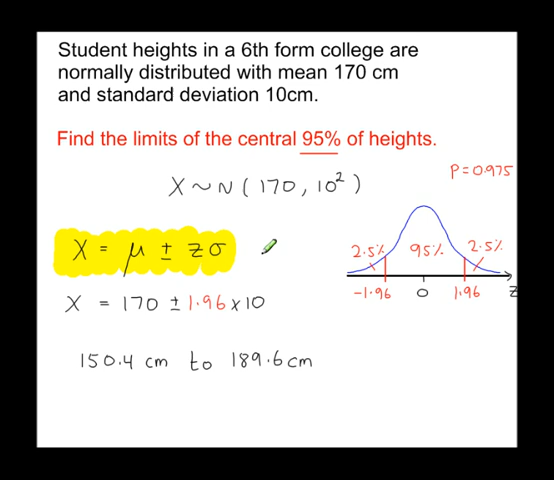 Student heights in a 6th form college are
normally distributed with mean 170 cm
and standard deviation 10cm.
Find the limits of the central 95% of heights.
P=0.975
X ~ N (170, 10²)
X = μ ± zσ
2.5% 95% 2.5%
-1.96 0 1.96 Z
X = 170 ± 1.96 × 10
150.4 cm to 189.6 cm